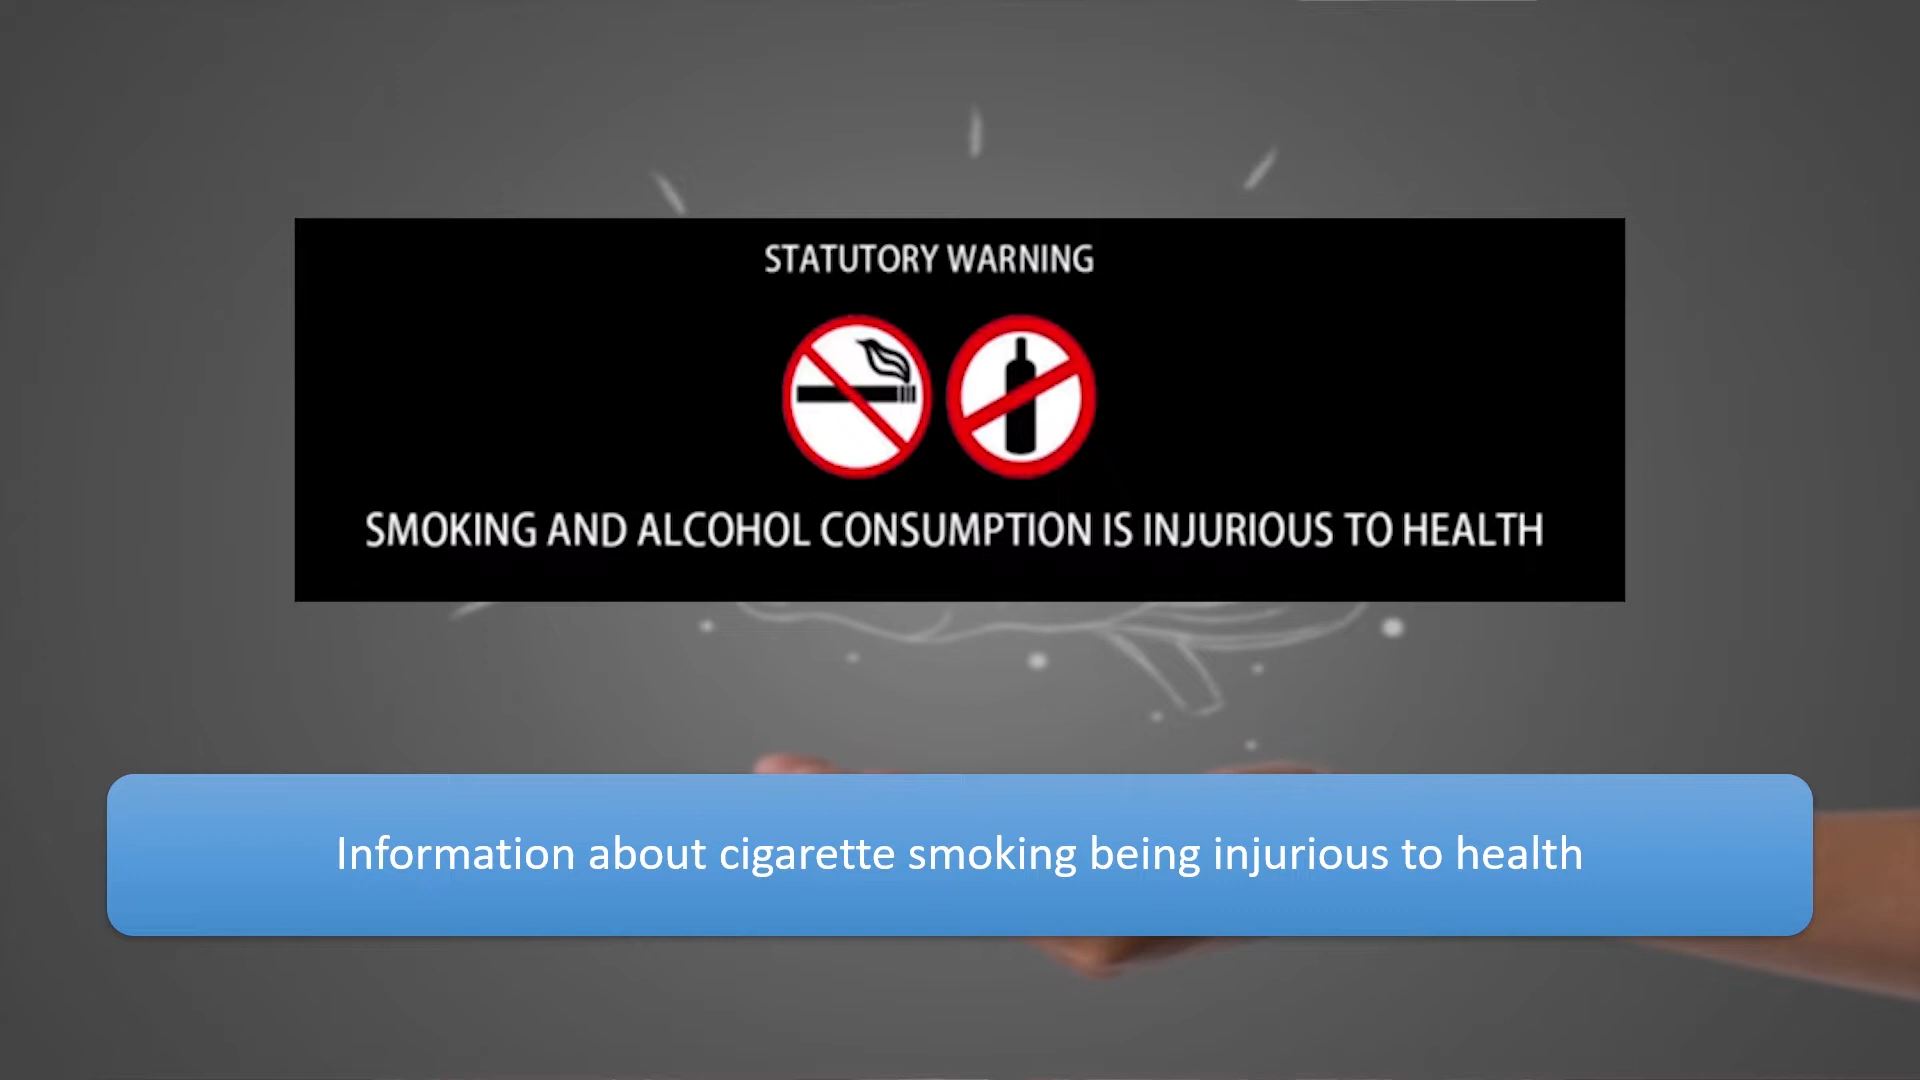 STATUTORY WARNING
SMOKING AND ALCOHOL CONSUMPTION IS INJURIOUS TO HEALTH
Information about cigarette smoking being injurious to health